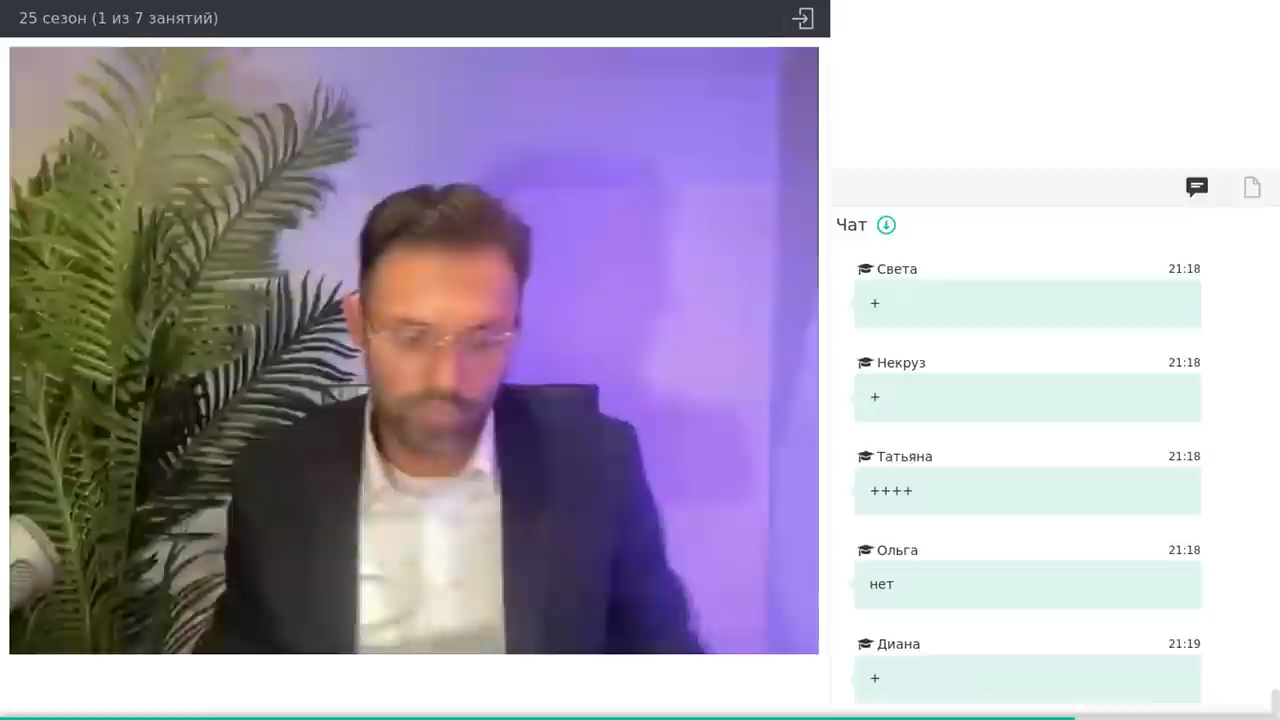 25 сезон (1 из 7 занятий)
Чат
Света 21:18
+
Некруз 21:18
+
Татьяна 21:18
++++
Ольга 21:18
нет
Диана 21:19
+